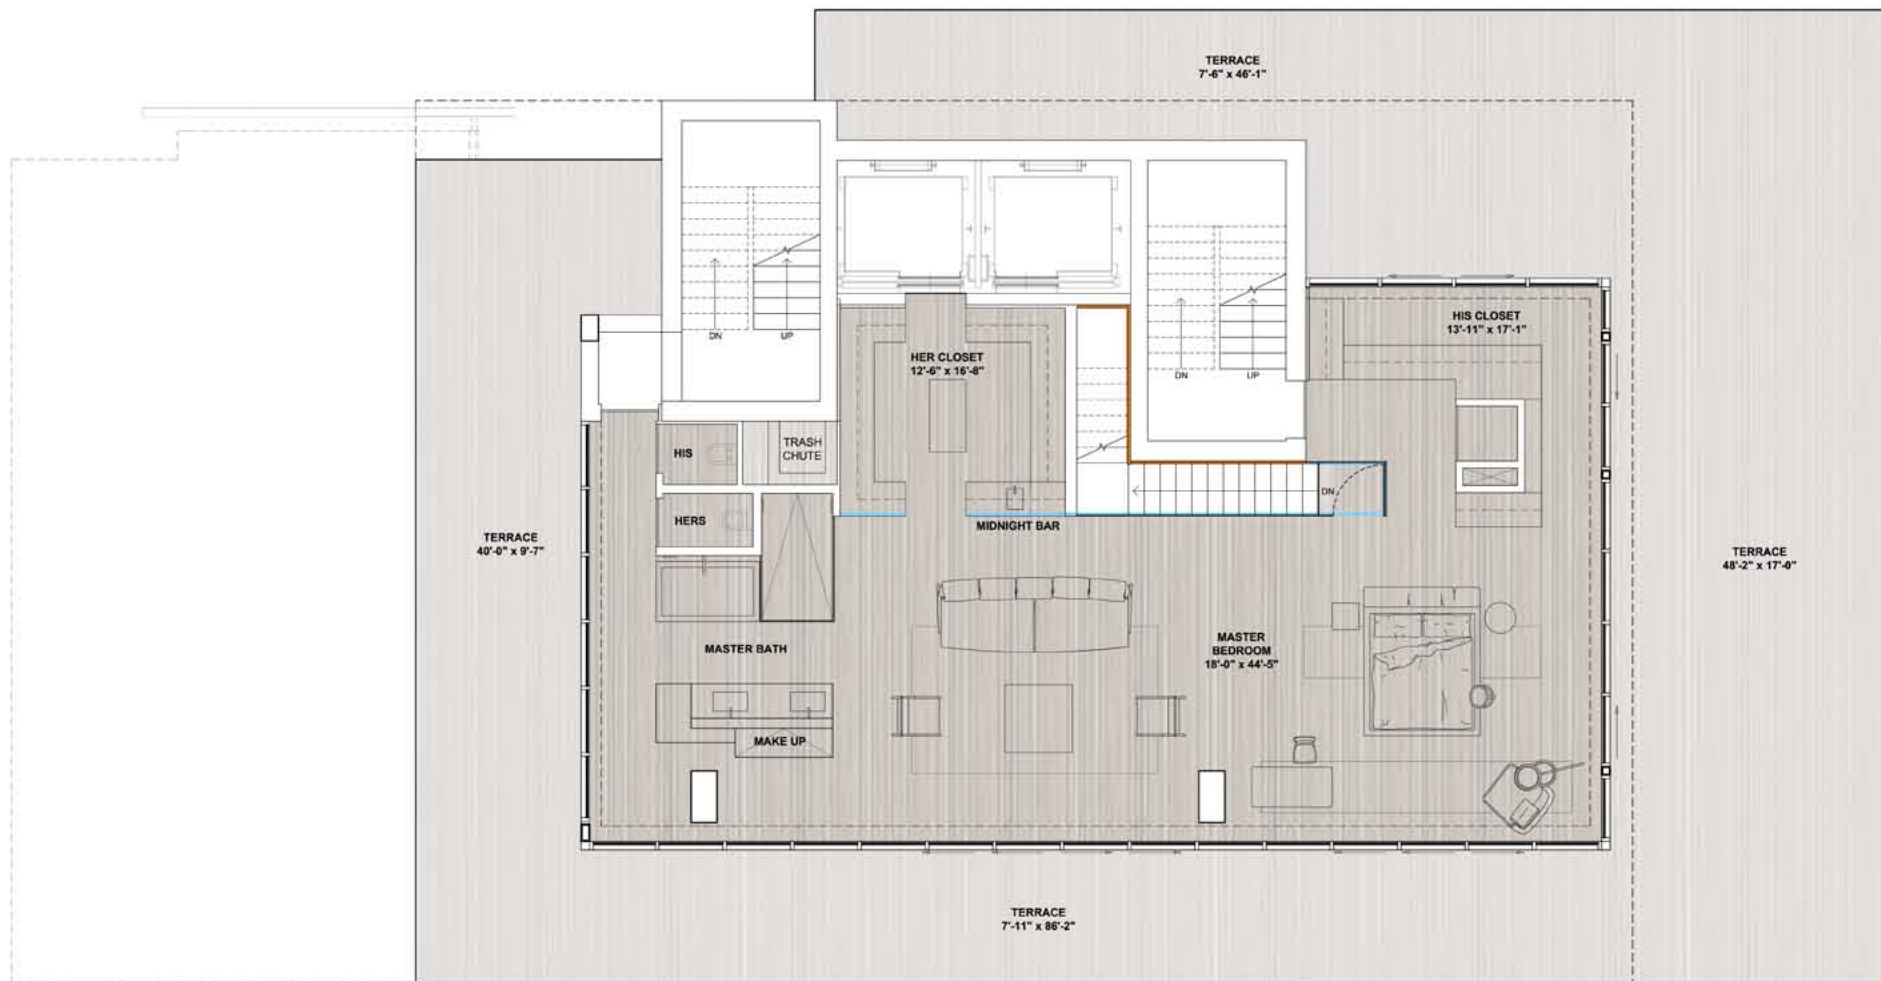 TERRACE
7'-6" x 46'-1"
DN
UP
DN
UP
HER CLOSET
12'-6" x 16'-8"
HIS CLOSET
13'-11" x 17'-1"
HIS
TRASH
CHUTE
HERS
DN
MIDNIGHT BAR
TERRACE
40'-0" x 9'-7"
TERRACE
48'-2" x 17'-0"
MASTER BATH
MASTER
BEDROOM
18'-0" x 44'-5"
MAKE UP
TERRACE
7'-11" x 86'-2"